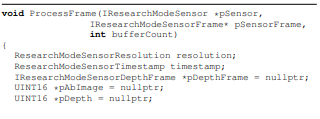 void ProcessFrame(IResearchModeSensor *pSensor,
IResearchModeSensorFrame* pSensorFrame,
int bufferCount)
{
ResearchModeSensorResolution resolution;
ResearchModeSensorTimestamp timestamp;
IResearchModeSensorDepthFrame *pDepthFrame = nullptr;
UINT16 *pAbImage = nullptr;
UINT16 *pDepth = nullptr;